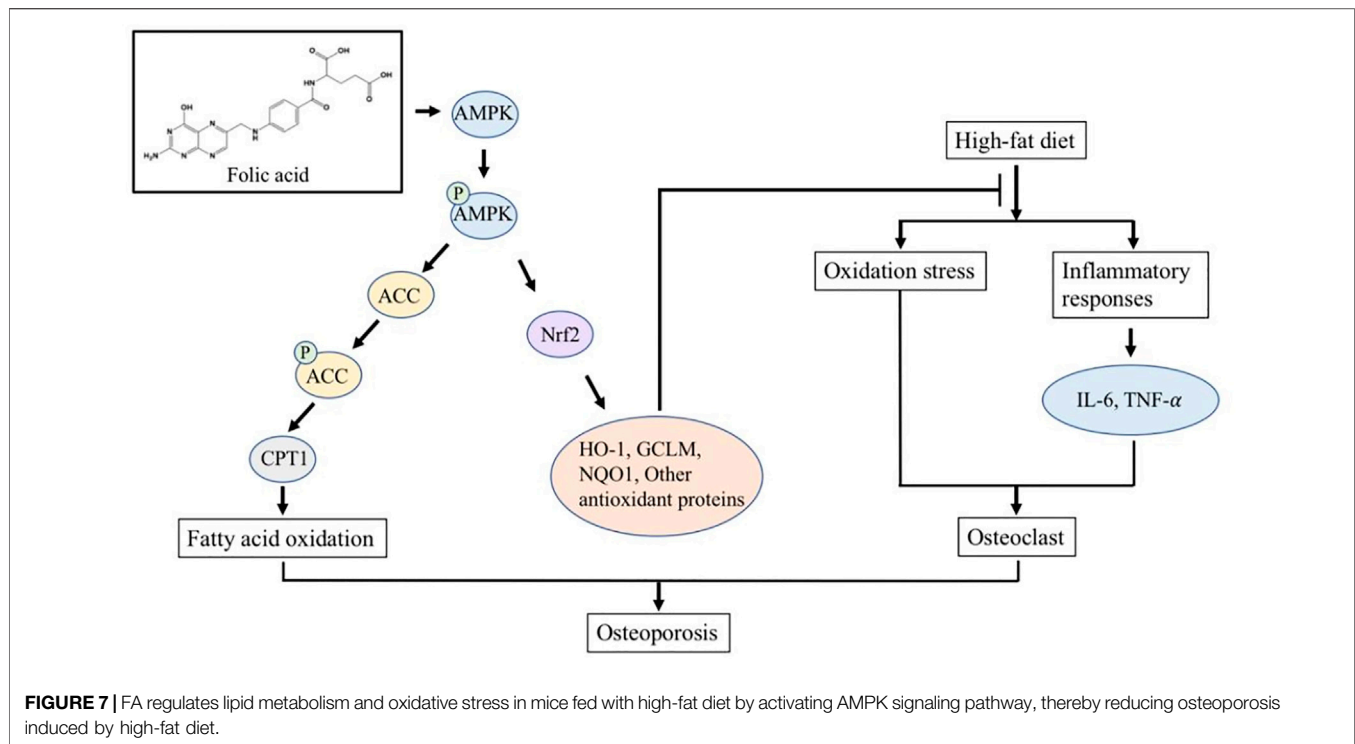 O
OH
OH
HN
O
O
OH
N
N
N
H
H₂N
N
N
Folic acid
AMPK
P
AMPK
ACC
P
ACC
CPT1
Fatty acid oxidation
Nrf2
HO-1, GCLM,
NQO1, Other
antioxidant proteins
High-fat diet
Oxidation stress
Inflammatory
responses
IL-6, TNF-α
Osteoclast
Osteoporosis
FIGURE 7 | FA regulates lipid metabolism and oxidative stress in mice fed with high-fat diet by activating AMPK signaling pathway, thereby reducing osteoporosis
induced by high-fat diet.